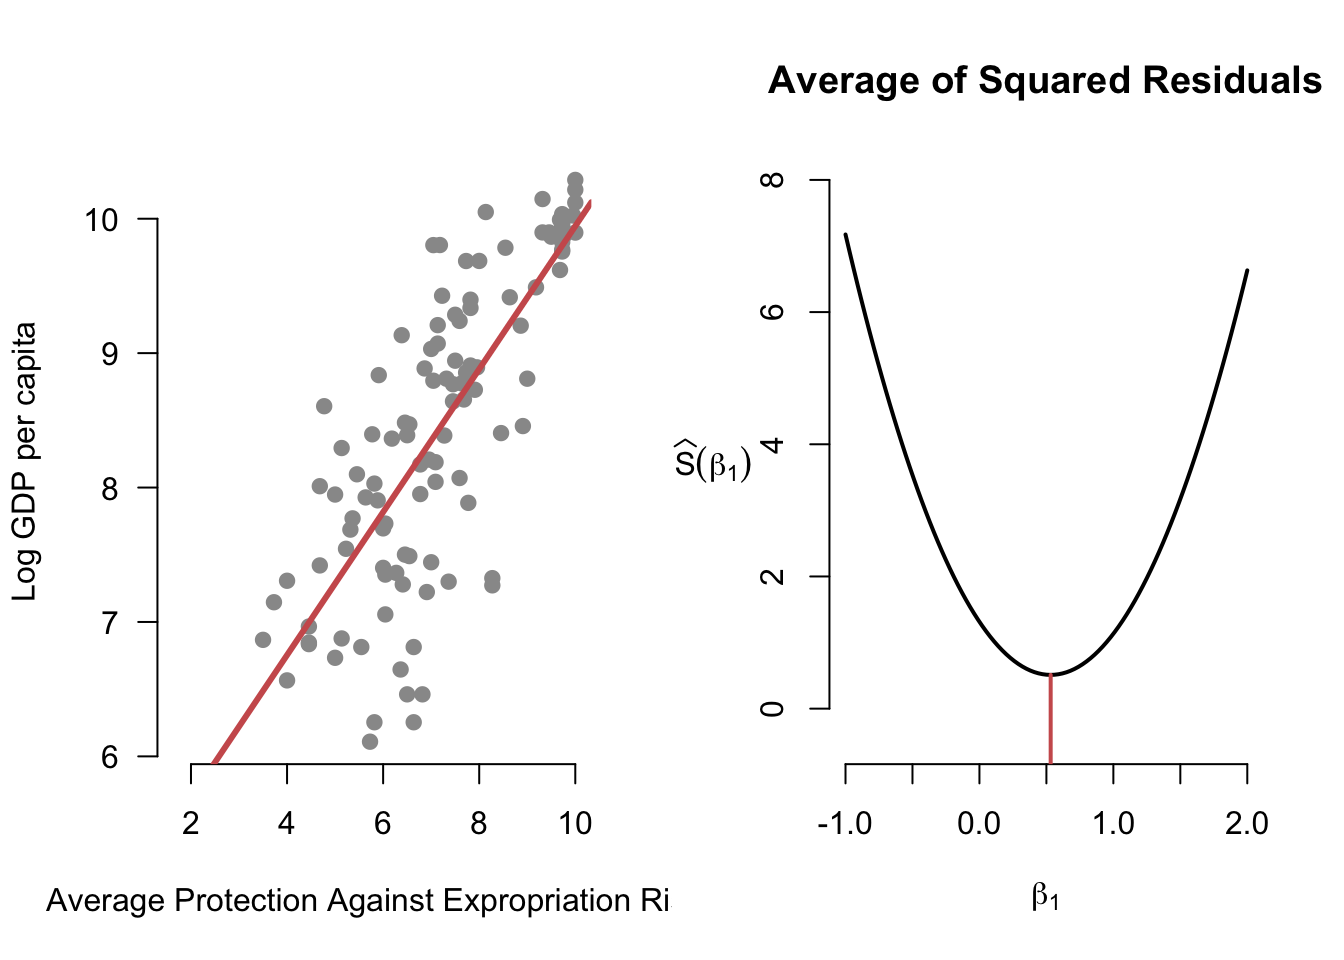 Log GDP per capita
10
9
8
7
6
2 4 6 8 10
Average Protection Against Expropriation Ri
Average of Squared Residuals
Ŝ(β₁)
8
6
4
2
0
-1.0 0.0 1.0 2.0
β₁